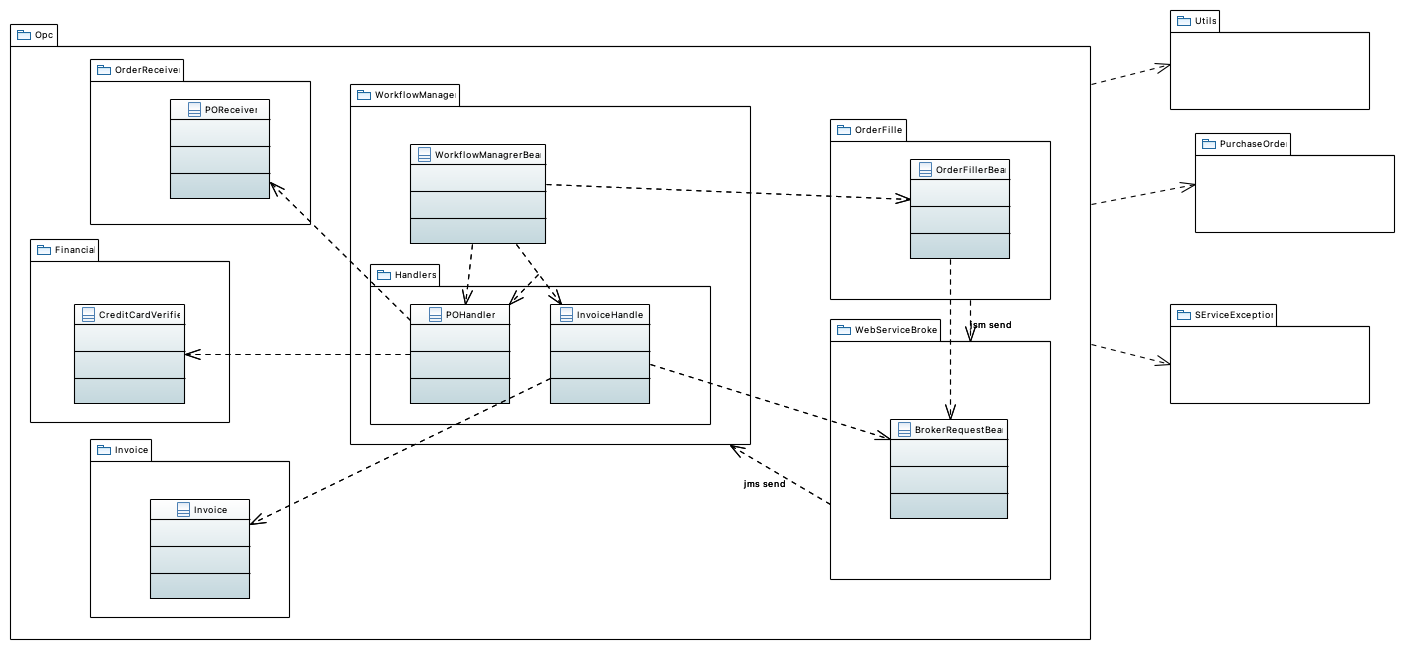 Utils
Opc
OrderReceiver
WorkflowManager
POReceiver
OrderFille
PurchaseOrder
WorkflowManagrerBea
OrderFillerBea
Financial
Handlers
CreditCardVerifie
POHandler
InvoiceHandle
SErviceException
jsm send
WebServiceBroke
BrokerRequestBea
Invoice
jms send
Invoice